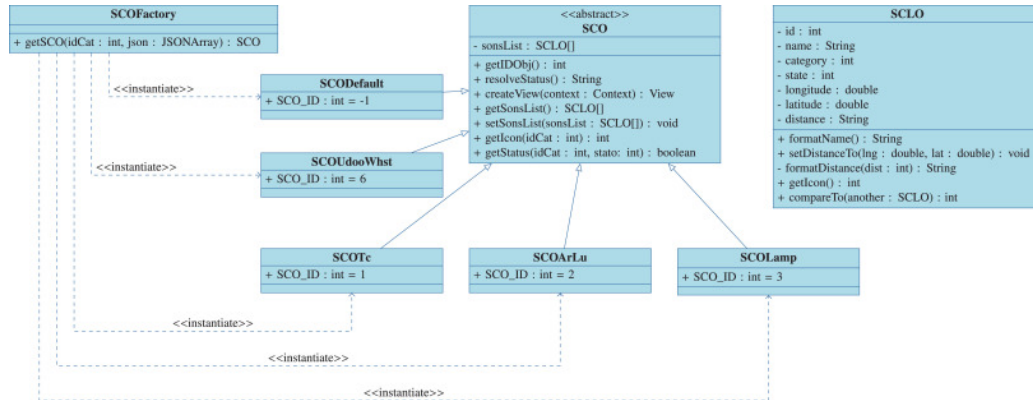 SCOFactory
+ getSCO(idCat : int, json : JSONArray) : SCO
<<abstract>>
SCO
- sonsList : SCLO[]
+ getIDObj() : int
+ resolveStatus() : String
+ createView(context : Context) : View
+ getSonsList() : SCLO[]
+ setSonsList(sonsList : SCLO[]) : void
+ getIcon(idCat : int) : int
+ getStatus(idCat : int, stato: int) : boolean
SCLO
- id : int
- name : String
- category : int
- state : int
- longitude : double
- latitude : double
- distance : String
+ formatName() : String
+ setDistanceTo(lng : double, lat : double) : void
- formatDistance(dist : int) : String
+ getIcon() : int
+ compareTo(another : SCLO) : int
<<instantiate>>
SCODefault
+ SCO_ID : int = -1
<<instantiate>>
SCOUdooWhst
+ SCO_ID : int = 6
SCOTc
+ SCO_ID : int = 1
SCOArLu
+ SCO_ID : int = 2
SCOLamp
+ SCO_ID : int = 3
<<instantiate>>
<<instantiate>>
<<instantiate>>